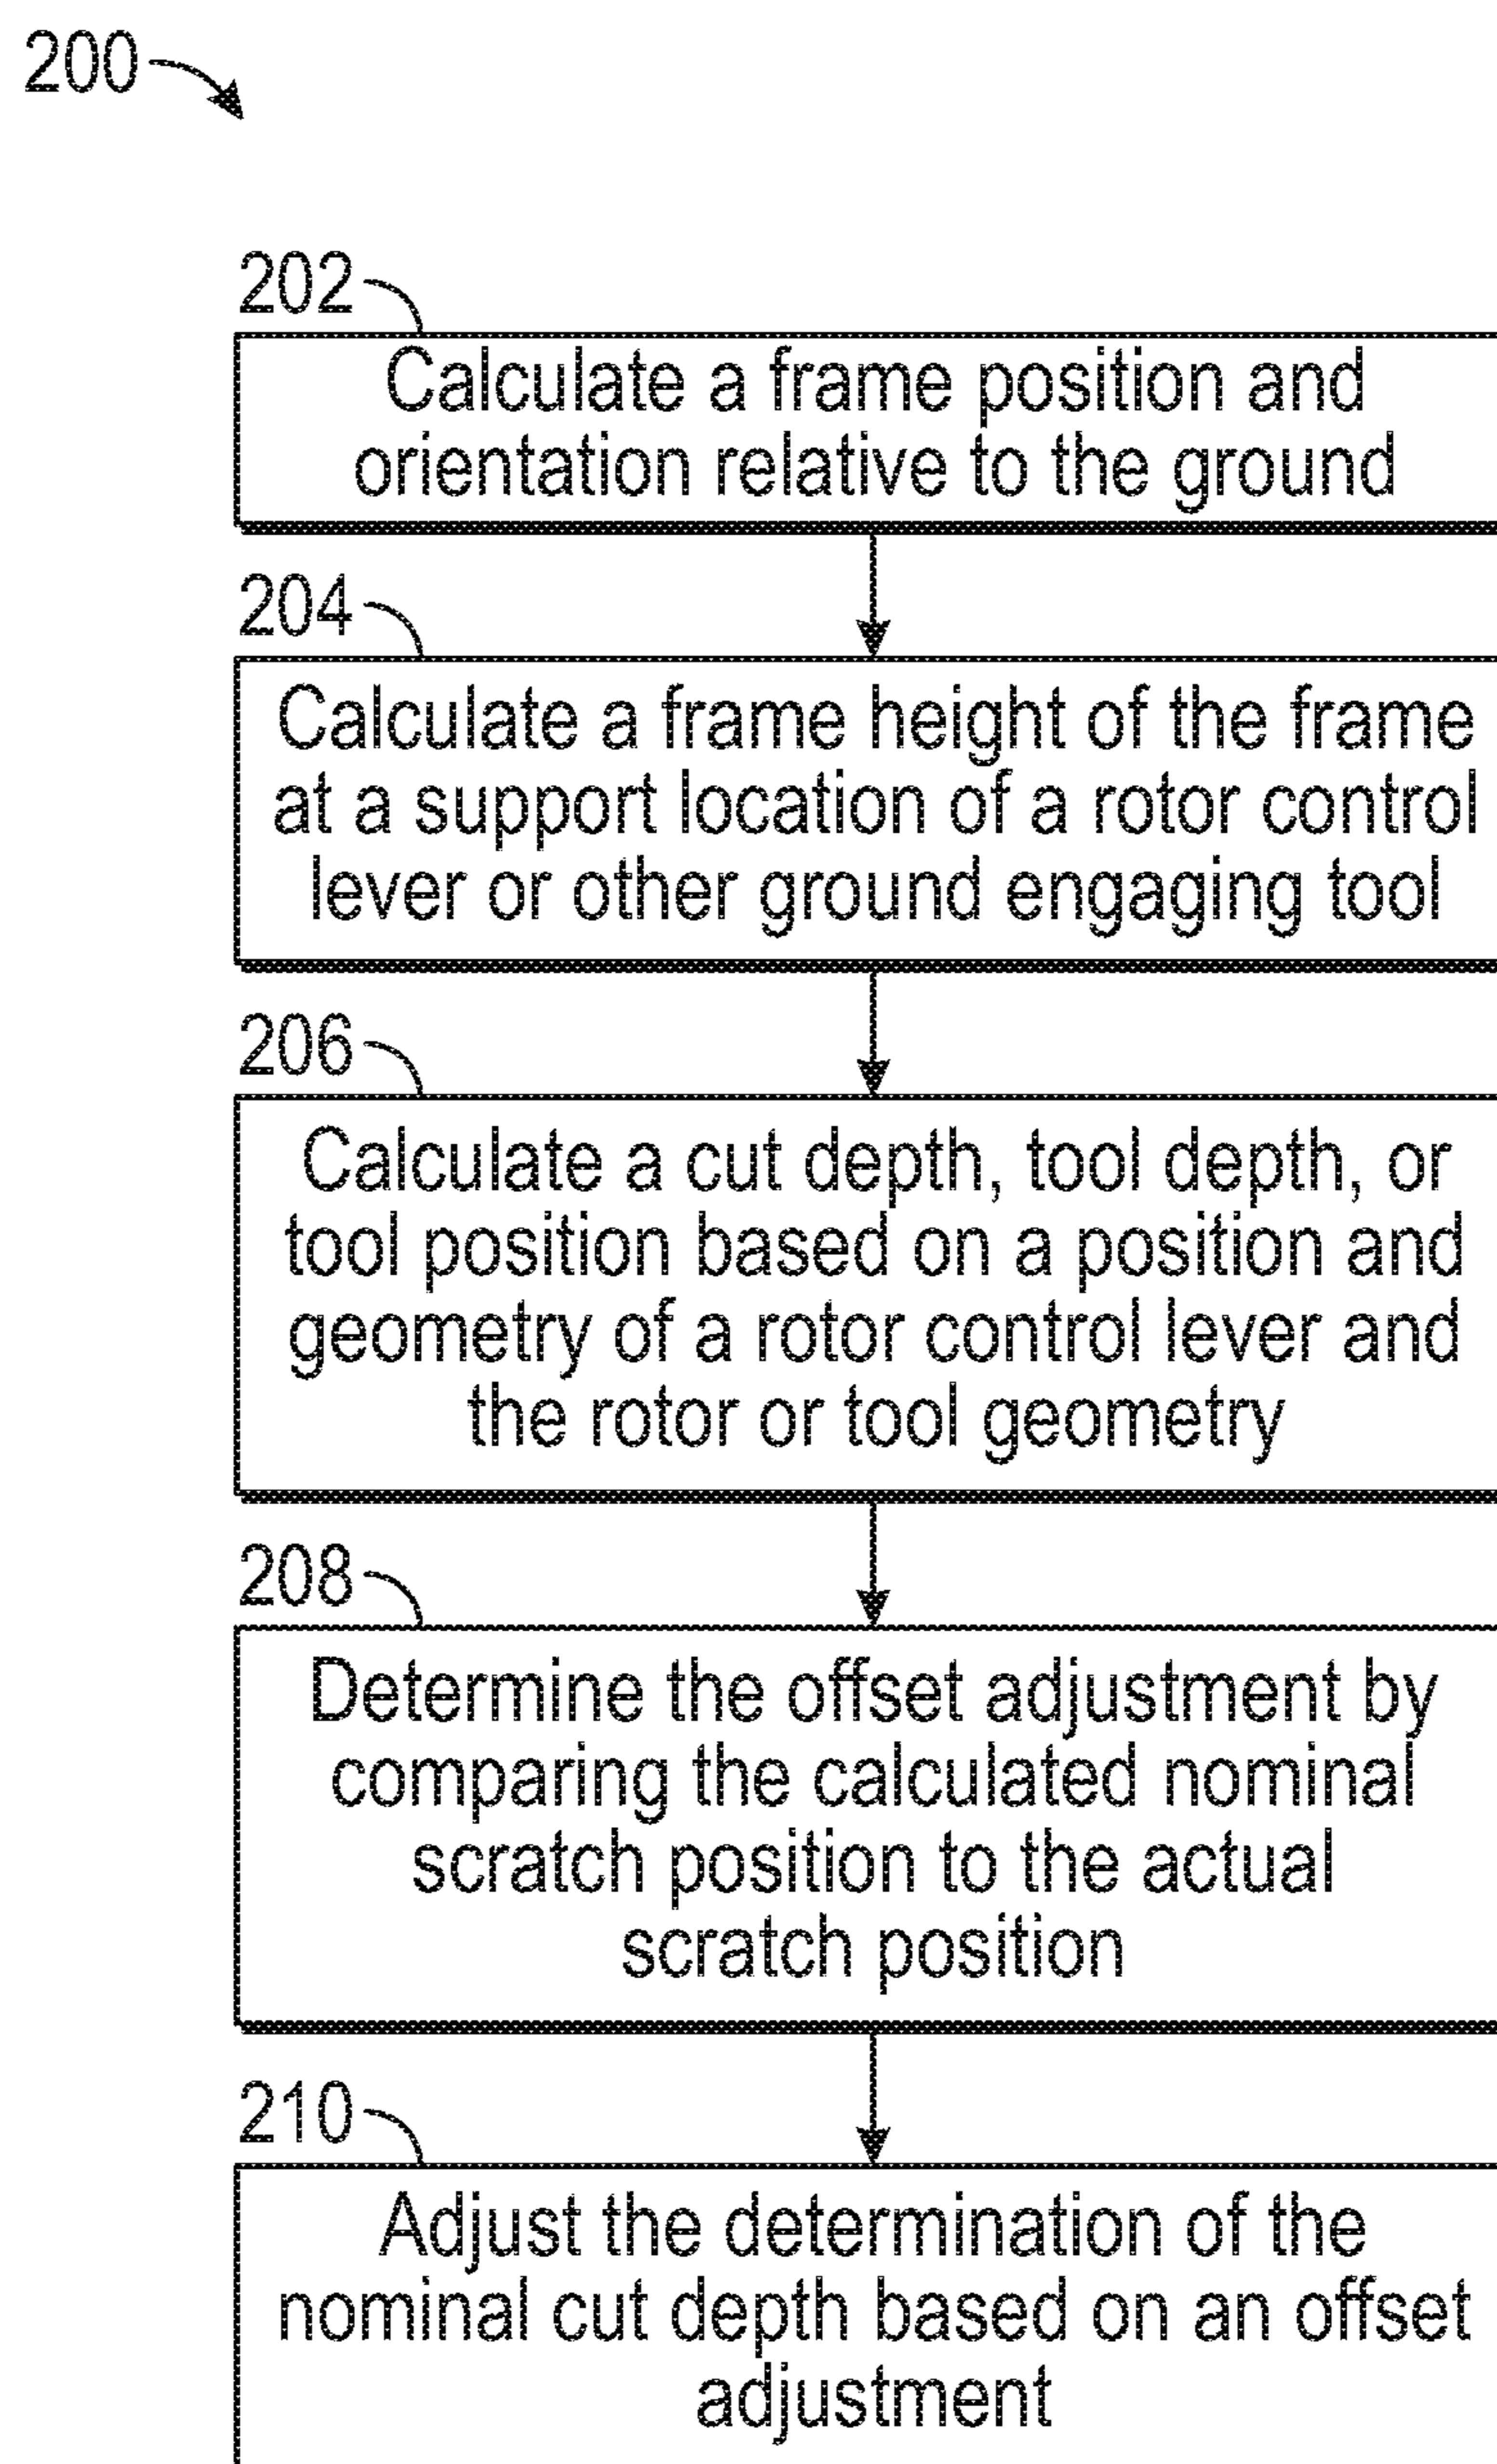 200
202
Calculate a frame position and
orientation relative to the ground
204
Calculate a frame height of the frame
at a support location of a rotor control
lever or other ground engaging tool
206
Calculate a cut depth, tool depth, or
tool position based on a position and
geometry of a rotor control lever and
the rotor or tool geometry
208
Determine the offset adjustment by
comparing the calculated nominal
scratch position to the actual
scratch position
210
Adjust the determination of the
nominal cut depth based on an offset
adjustment